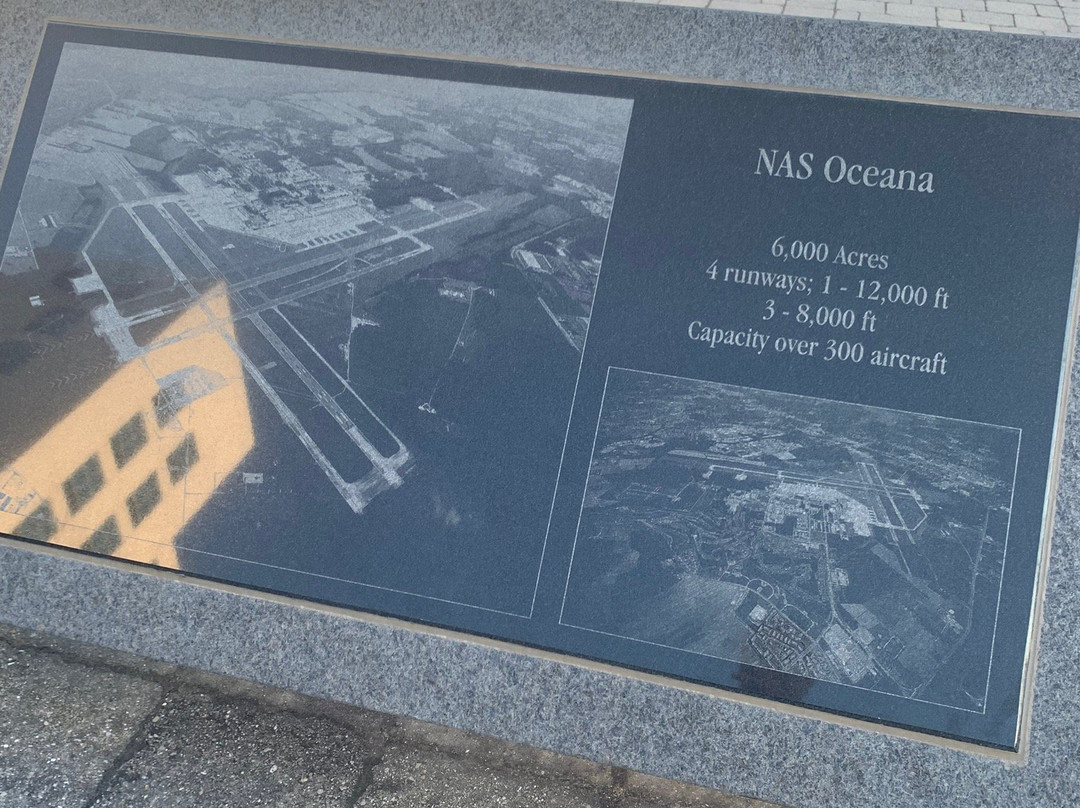 NAS Oceana
6,000 Acres
4 runways; 1 - 12,000 ft
3 - 8,000 ft
Capacity over 300 aircraft